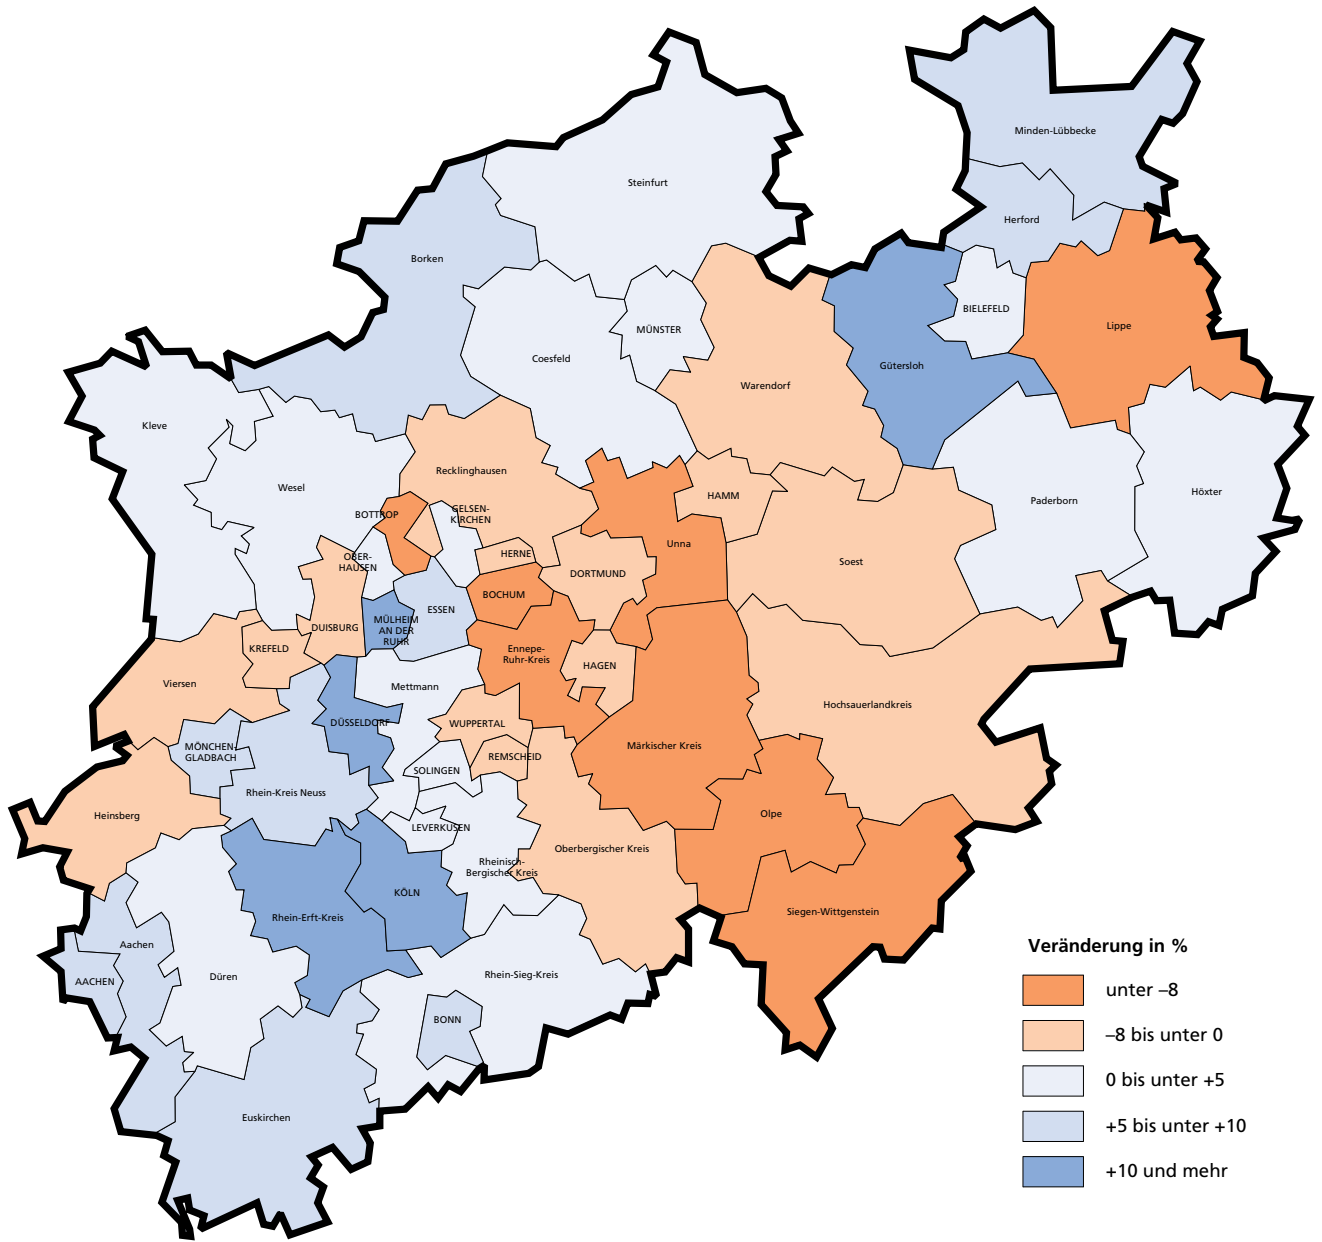 Minden-Lübbecke
Steinfurt
Herford
Borken
BIELEFELD
Lippe
MÜNSTER
Coesfeld
Gütersloh
Warendorf
Kleve
Recklinghausen
Wesel
HAMM
Höxter
Paderborn
BOTTROP
GELSEN-
KIRCHEN
Unna
HERNE
OBER-
HAUSEN
Soest
DORTMUND
BOCHUM
ESSEN
MÜLHEIM
AN DER
RUHR
DUISBURG
KREFELD
Ennepe-
Ruhr-Kreis
HAGEN
Viersen
Mettmann
Hochsauerlandkreis
DÜSSELDORF
WUPPERTAL
MÖNCHEN-
GLADBACH
Märkischer Kreis
REMSCHEID
SOLINGEN
Rhein-Kreis Neuss
Heinsberg
Olpe
LEVERKUSEN
Oberbergischer Kreis
Rheinisch-
Bergischer Kreis
KÖLN
Siegen-Wittgenstein
Rhein-Erft-Kreis
Aachen
AACHEN
Düren
Rhein-Sieg-Kreis
BONN
Euskirchen
Veränderung in %
unter –8
–8 bis unter 0
0 bis unter +5
+5 bis unter +10
+10 und mehr